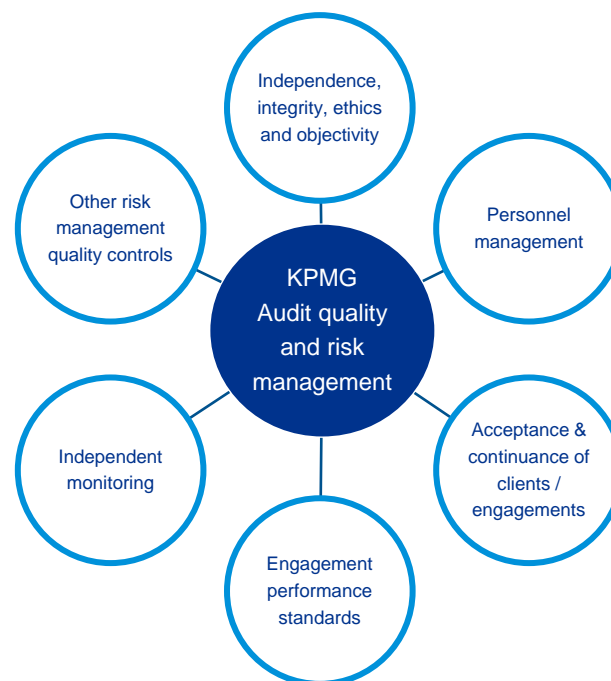 Independence,
integrity, ethics
and objectivity
Other risk
management
quality controls
Personnel
management
KPMG
Audit quality
and risk
management
Independent
monitoring
Acceptance &
continuance of
clients /
engagements
Engagement
performance
standards